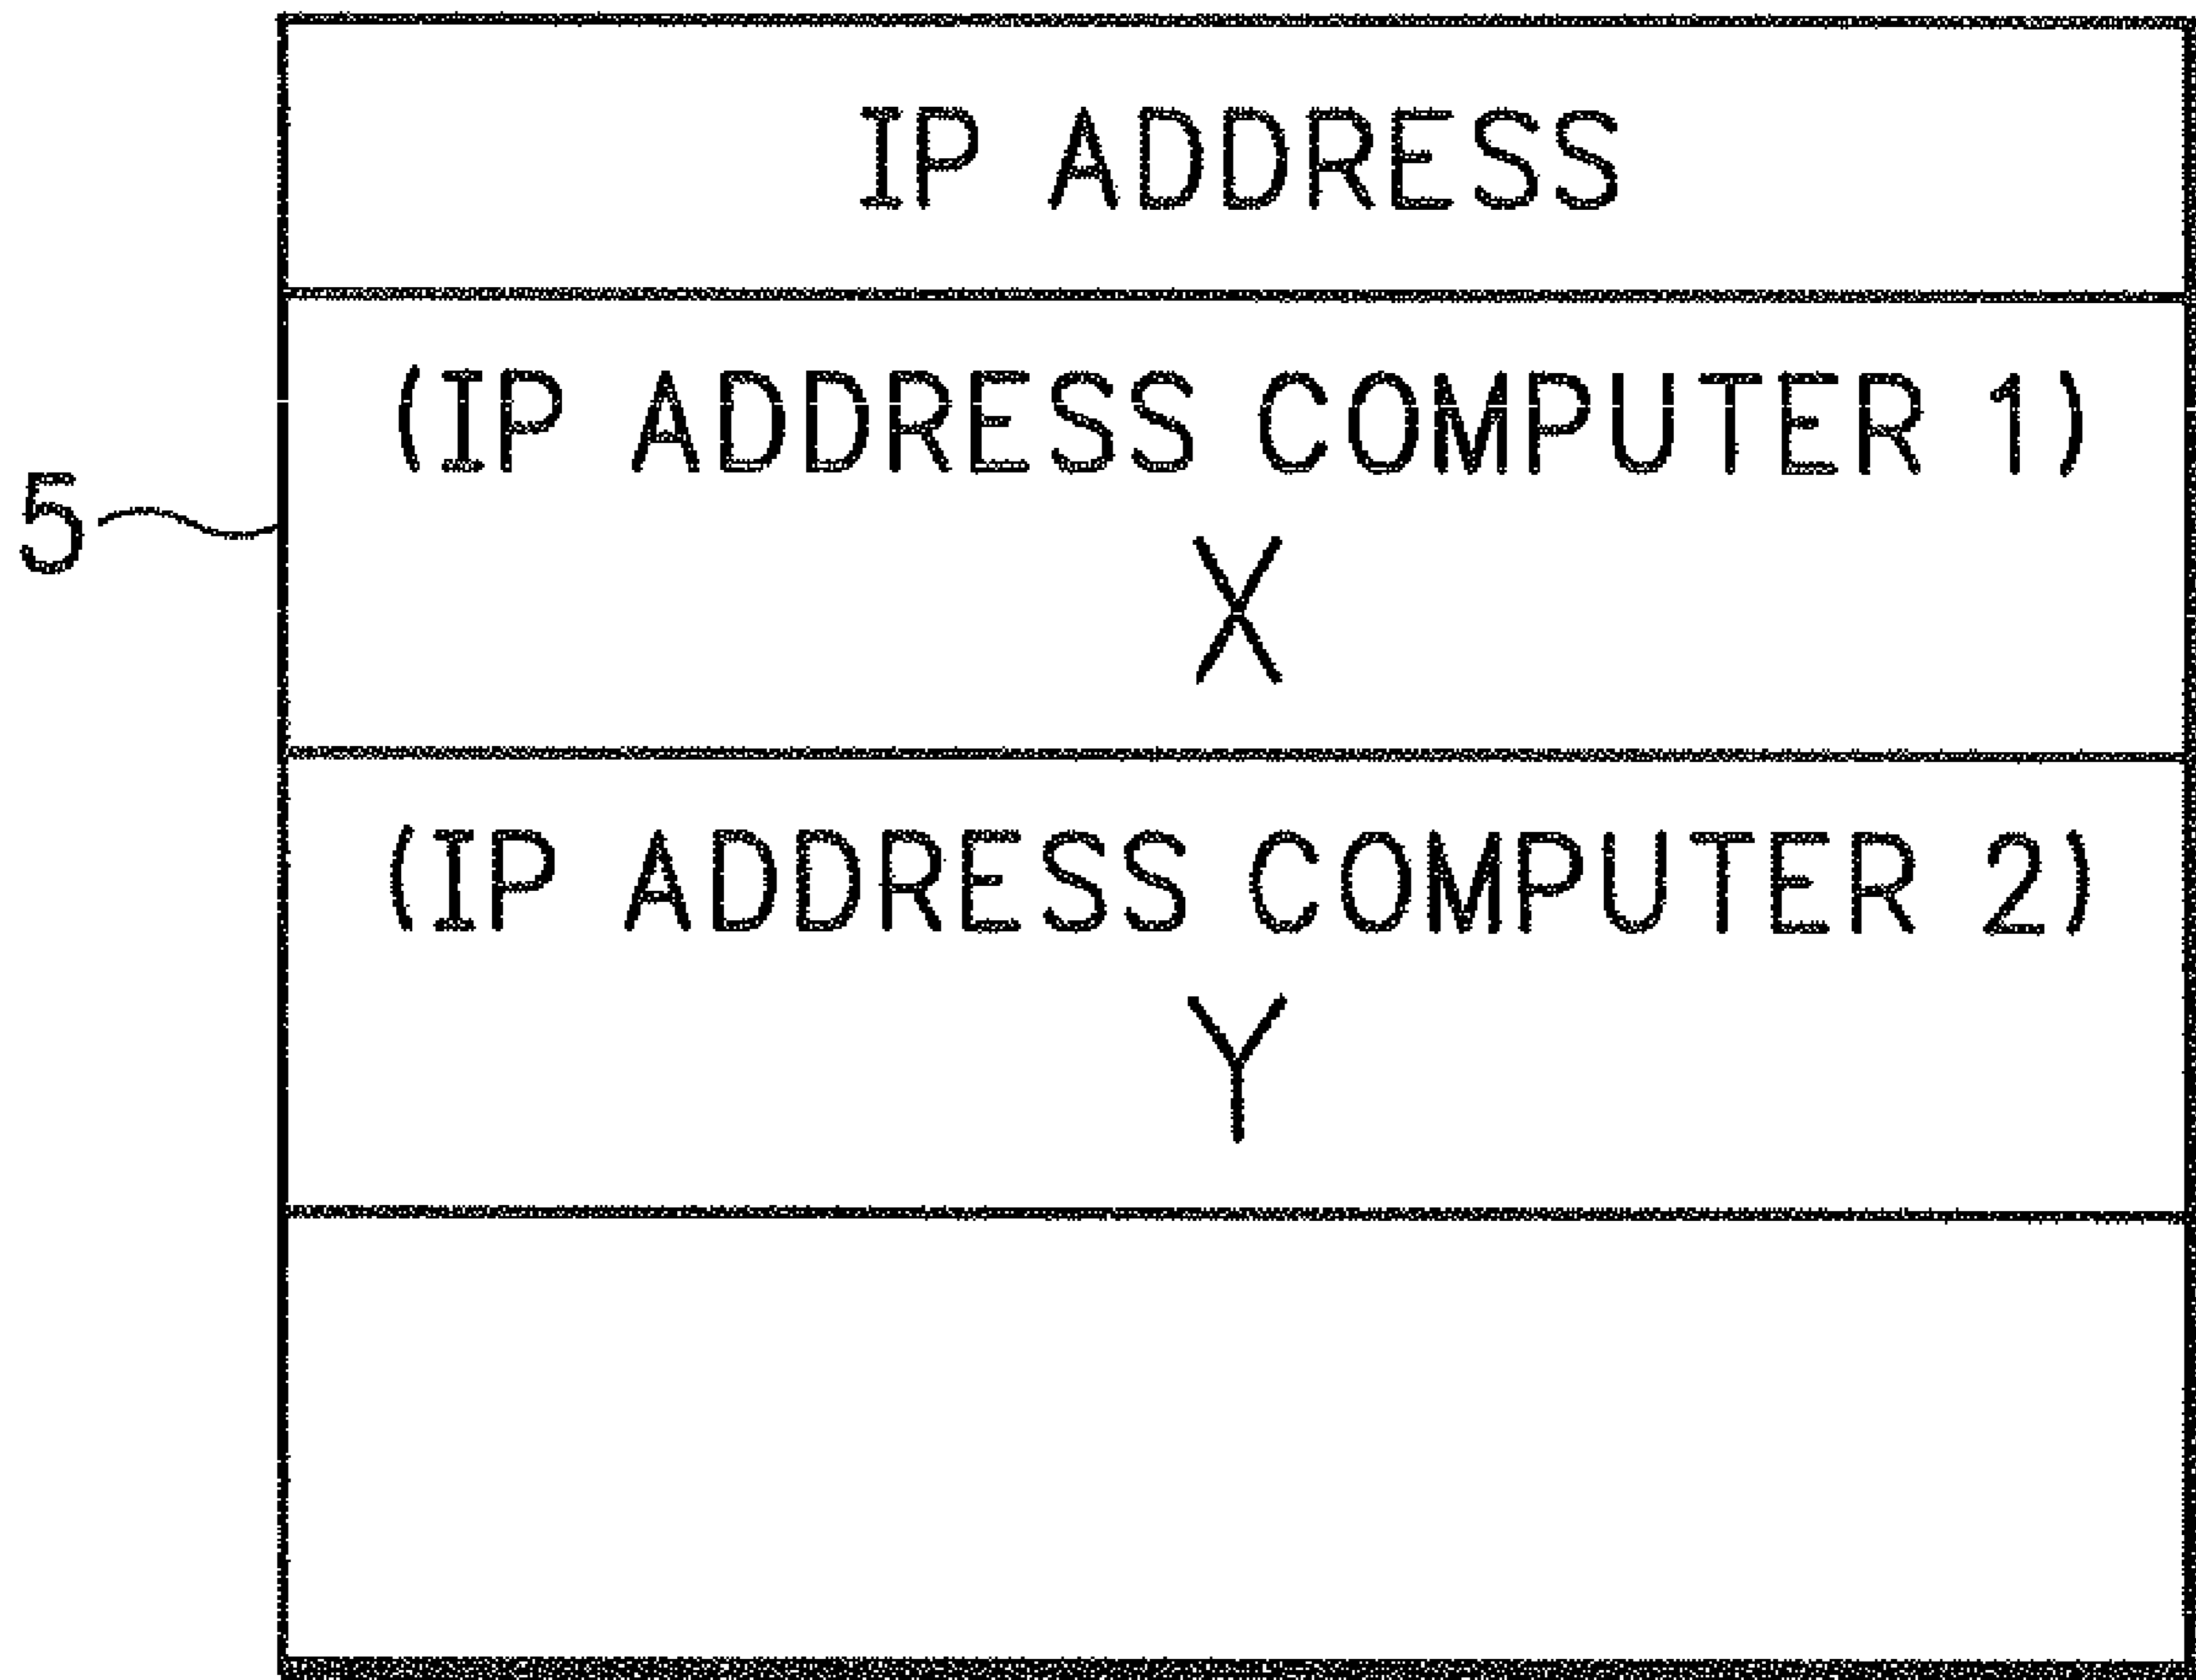 IP ADDRESS
(IP ADDRESS COMPUTER 1)
5
X
(IP ADDRESS COMPUTER 2)
Y